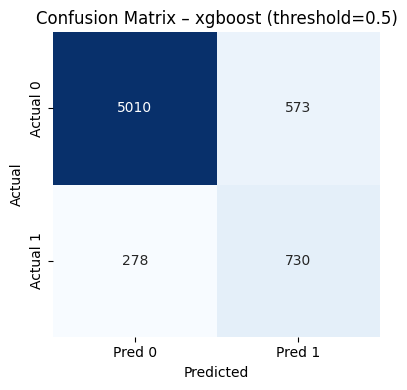 Confusion Matrix – xgboost (threshold=0.5)
Actual
Actual 0
5010 573
Actual 1
278 730
Pred 0 Pred 1
Predicted